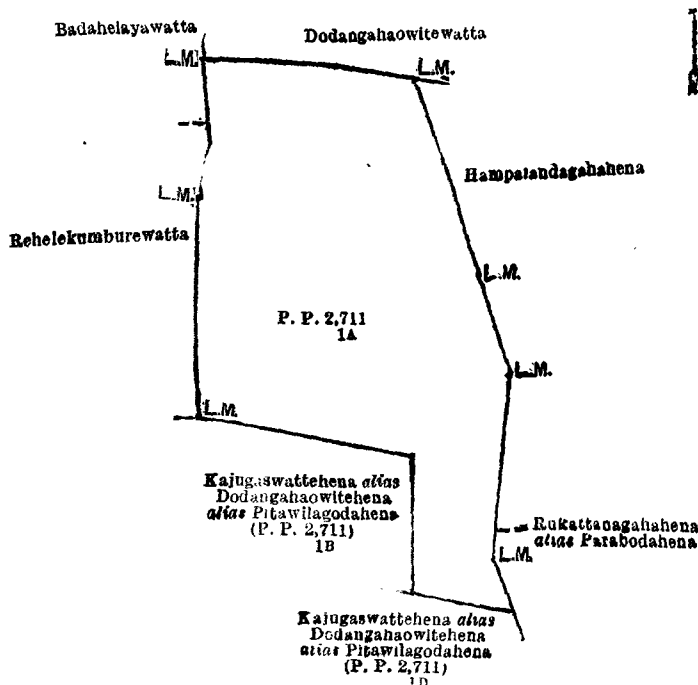 Badahelayawatta
Dodangahaowitewatta
L.M.
L.M.
Hampatandagahahena
L.M.
Rehelekumburewatta
L.M.
P. P. 2,711
1A
L.M.
L.M.
Kajugaswattehena alias
Dodangahaowitehena
alias Pitawilagodahena
(P. P. 2,711)
1B
Rukattanagahahena
alias Parabodahena
L.M.
Kajugaswattehena alias
Dodangahaowitehena
alias Pitawilagodahena
(P. P. 2,711)